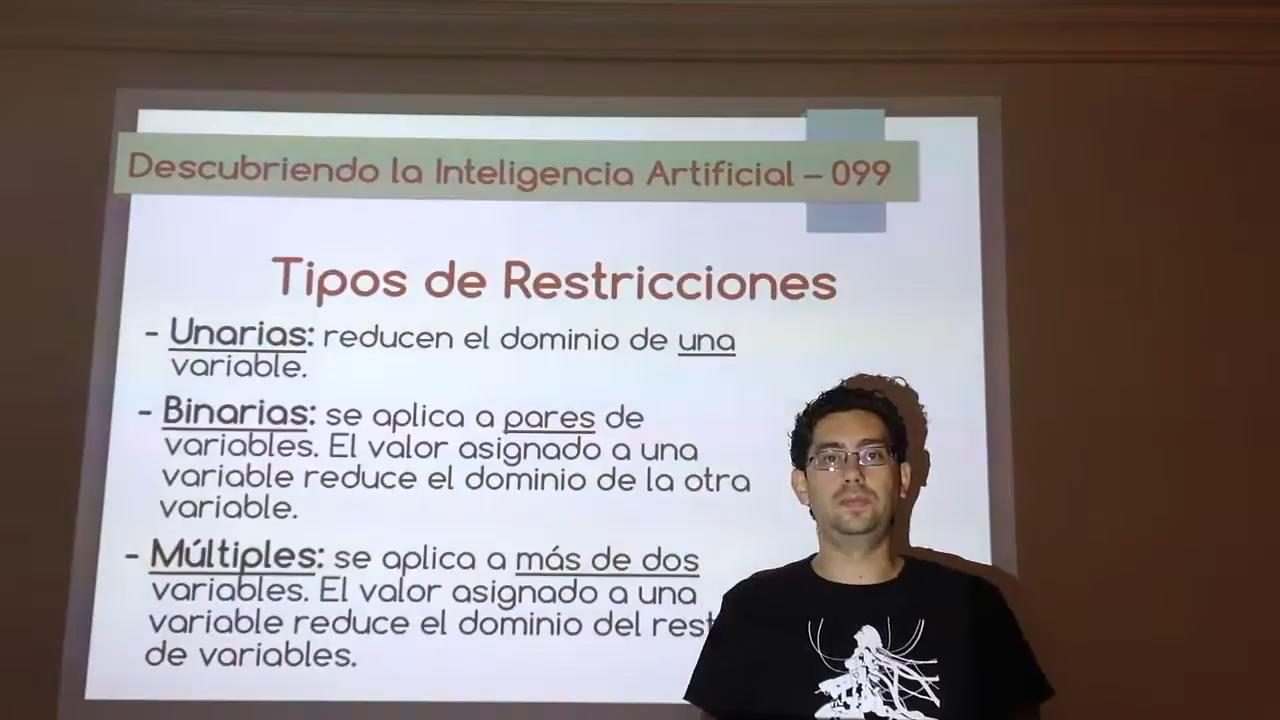 Descubriendo la Inteligencia Artificial – 099
Tipos de Restricciones
- Unarias: reducen el dominio de una
variable.
- Binarias: se aplica a pares de
variables. El valor asignado a una
variable reduce el dominio de la otra
variable.
- Múltiples: se aplica a más de dos
variables. El valor asignado a una
variable reduce el dominio del rest
de variables.